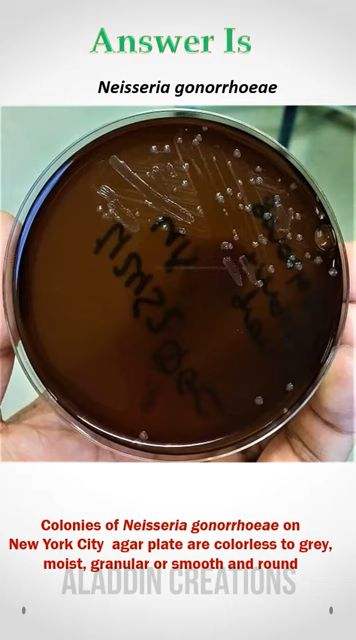 Answer Is
Neisseria gonorrhoeae
Colonies of Neisseria gonorrhoeae on
New York City agar plate are colorless to grey,
moist, granular or smooth and round
ALADDIN CREATIONS